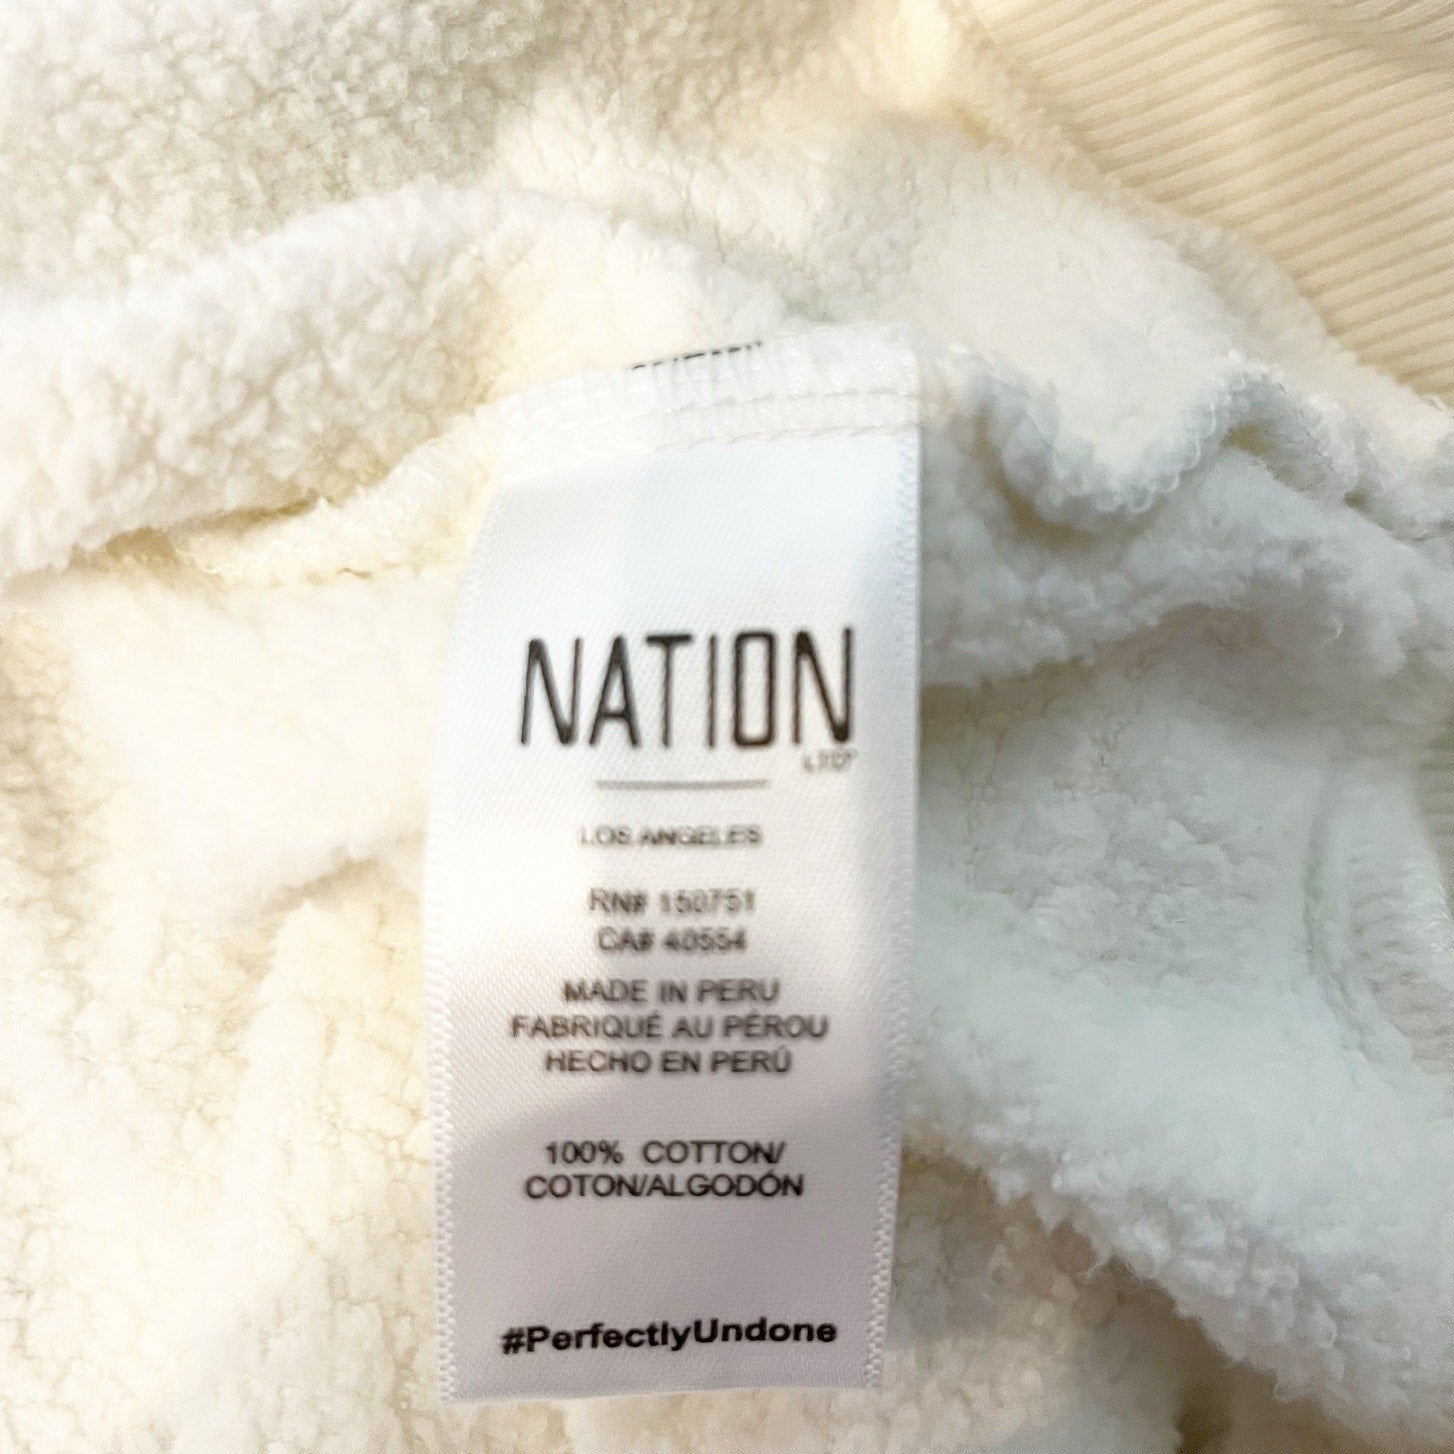 NATION
LTD
LOS ANGELES
RN# 150751
CA# 40554
MADE IN PERU
FABRIQUÉ AU PÉROU
HECHO EN PERÚ
100% COTTON/
COTON/ALGODÓN
#PerfectlyUndone